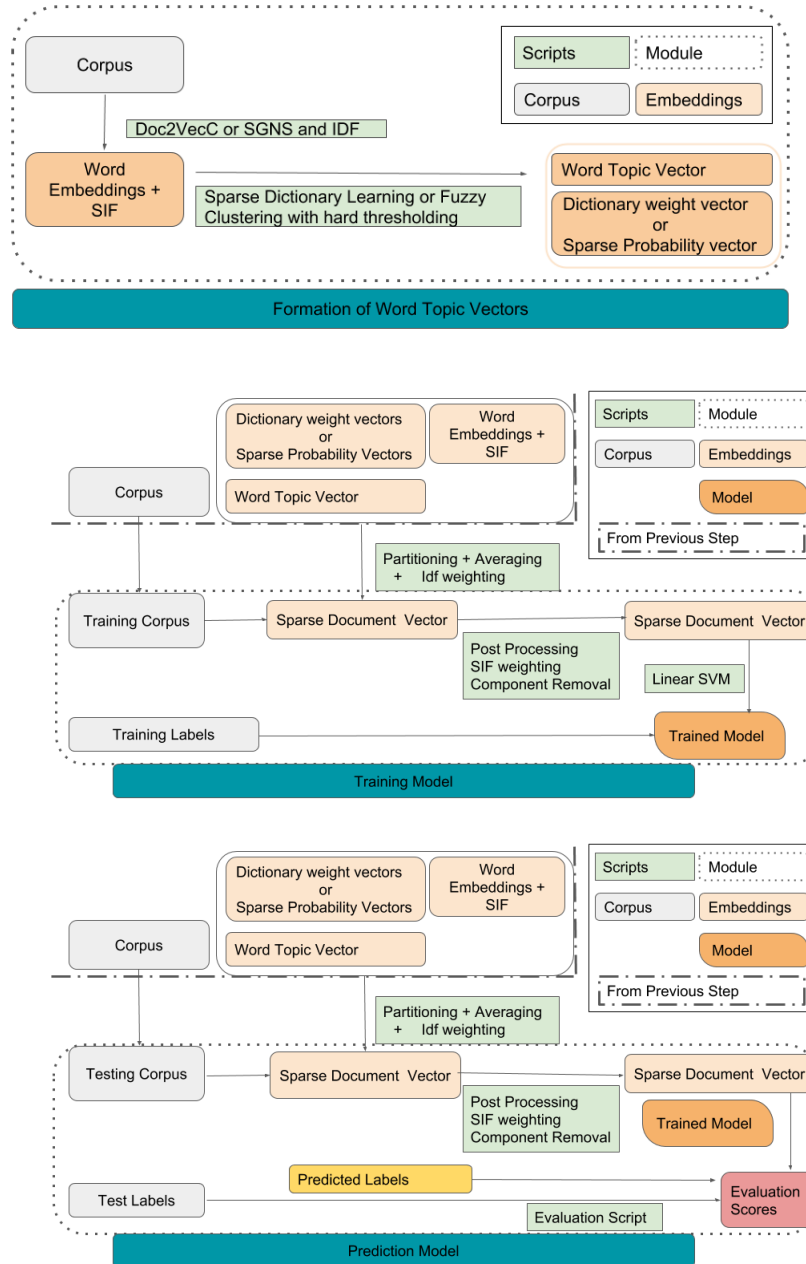 Corpus
Scripts
Module
Corpus
Embeddings
Doc2VecC or SGNS and IDF
Word
Embeddings +
SIF
Sparse Dictionary Learning or Fuzzy
Clustering with hard thresholding
Word Topic Vector
Dictionary weight vector
or
Sparse Probability vector
Formation of Word Topic Vectors
Dictionary weight vectors
or
Sparse Probability Vectors
Word
Embeddings +
SIF
Word Topic Vector
Corpus
Scripts
Module
Corpus
Embeddings
Model
From Previous Step
Partitioning + Averaging
+ Idf weighting
Training Corpus
Sparse Document Vector
Sparse Document Vector
Post Processing
SIF weighting
Component Removal
Linear SVM
Training Labels
Trained Model
Training Model
Dictionary weight vectors
or
Sparse Probability Vectors
Word
Embeddings +
SIF
Word Topic Vector
Corpus
Scripts
Module
Corpus
Embeddings
Model
From Previous Step
Partitioning + Averaging
+ Idf weighting
Testing Corpus
Sparse Document Vector
Sparse Document Vector
Post Processing
SIF weighting
Component Removal
Trained Model
Predicted Labels
Test Labels
Evaluation
Scores
Evaluation Script
Prediction Model